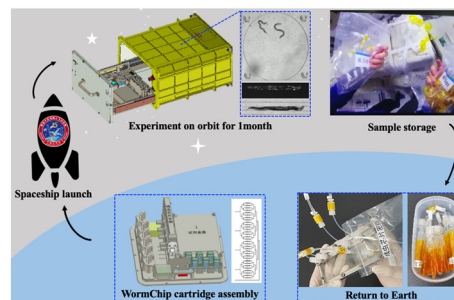 Experiment on orbit for 1month
Sample storage
Spaceship launch
WormChip cartridge assembly
Return to Earth